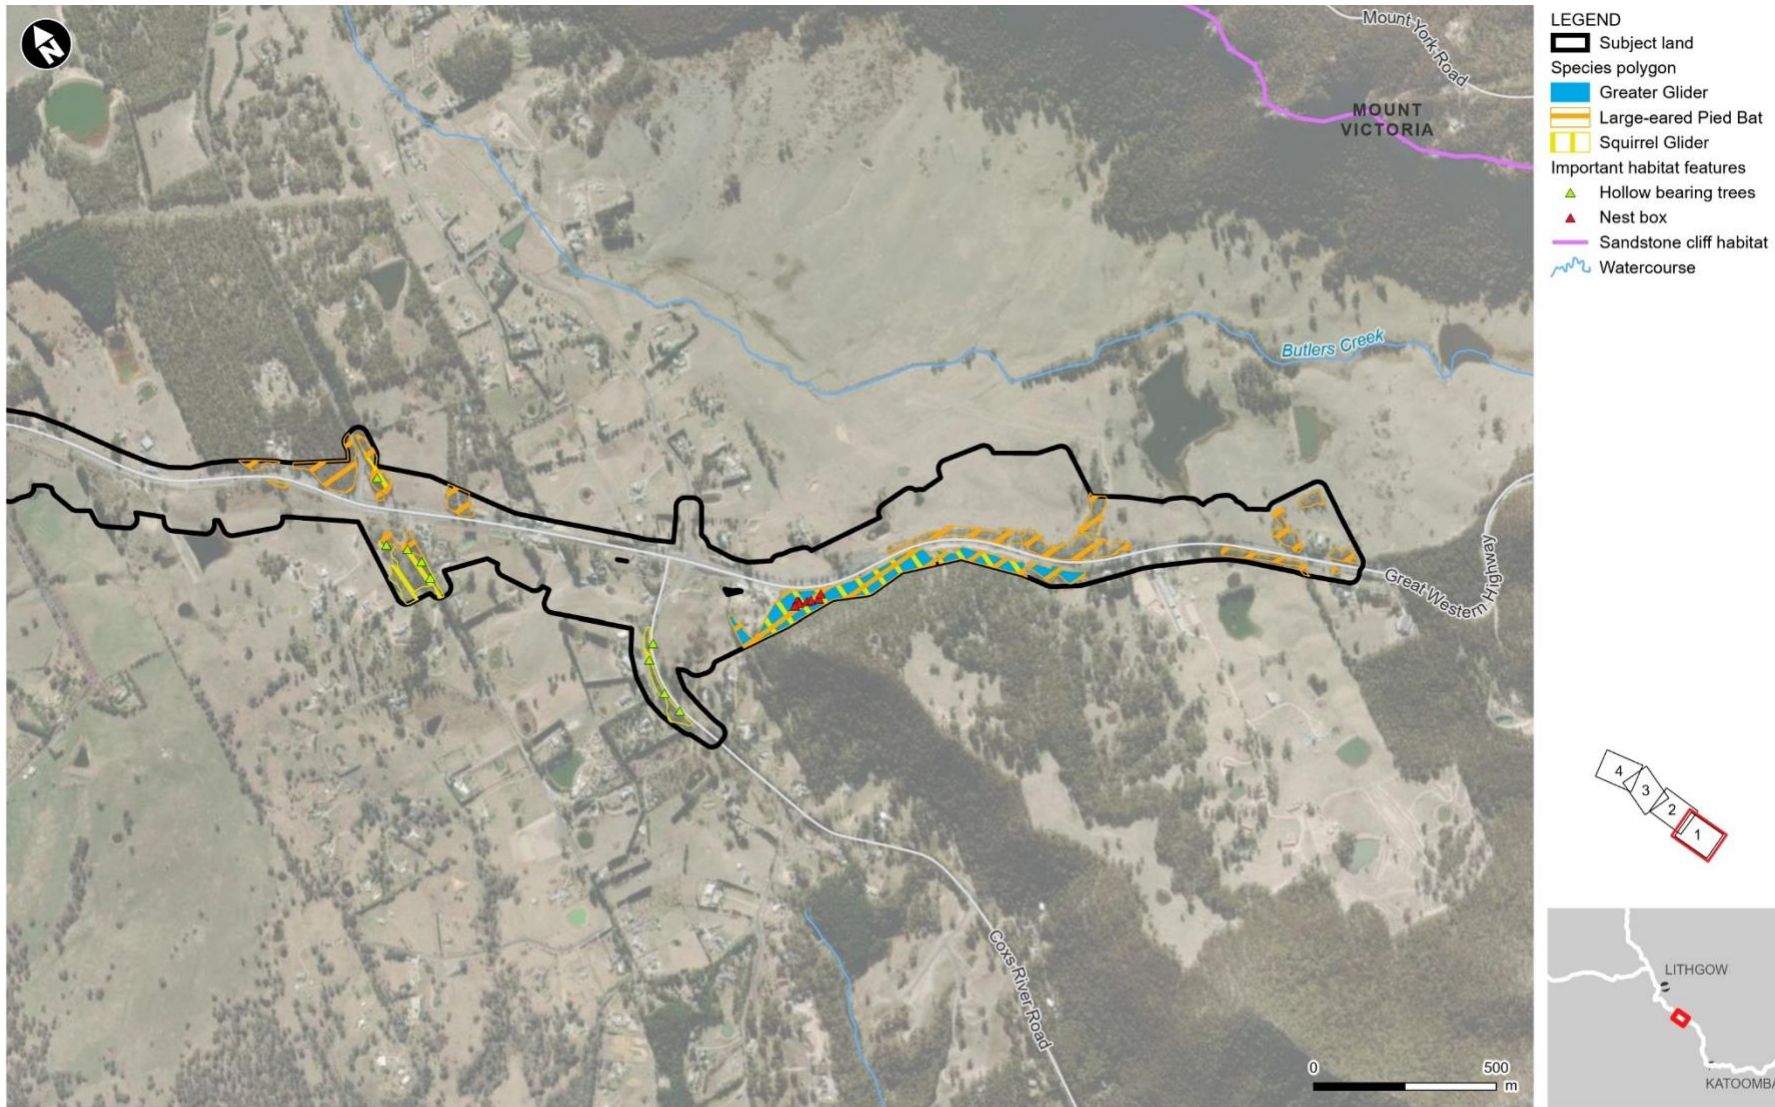 N
Mount York Road
MOUNT
VICTORIA
Butlers Creek
Great Western Highway
Coxs River Road
0 500
m
LEGEND
Subject land
Species polygon
Greater Glider
Large-eared Pied Bat
Squirrel Glider
Important habitat features
Hollow bearing trees
Nest box
Sandstone cliff habitat
Watercourse
4
3
2
1
LITHGOW
KATOOMBA